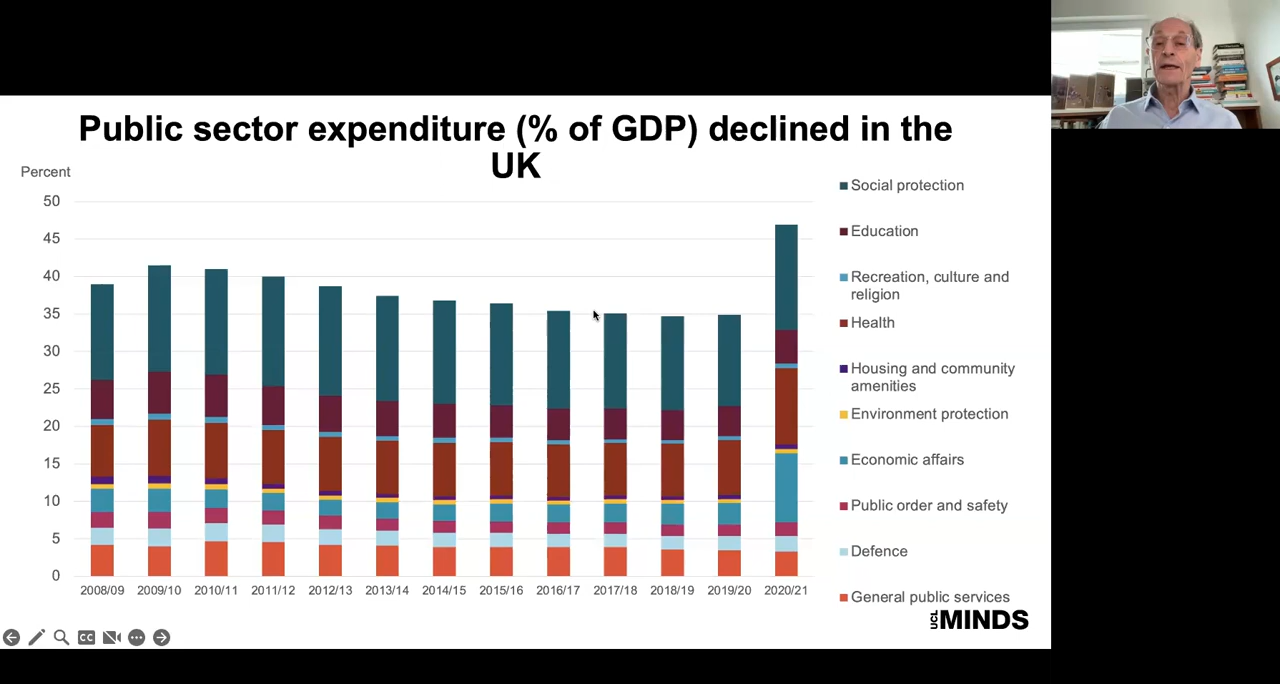 Public sector expenditure (% of GDP) declined in the
UK
Percent
50
45
40
35
30
25
20
15
10
5
0
2008/09 2009/10 2010/11 2011/12 2012/13 2013/14 2014/15 2015/16 2016/17 2017/18 2018/19 2019/20 2020/21
Social protection
Education
Recreation, culture and
religion
Health
Housing and community
amenities
Environment protection
Economic affairs
Public order and safety
Defence
General public services
UCL MINDS
CC